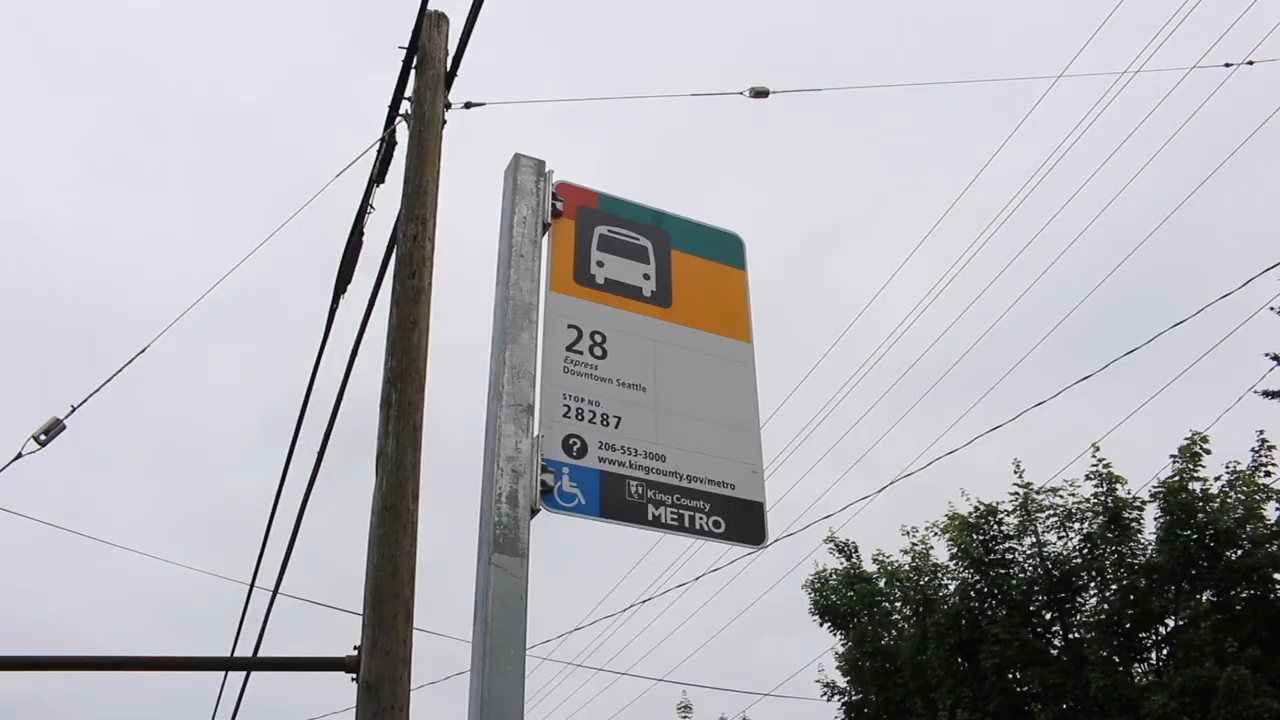 28
Express
Downtown Seattle
STOP NO.
28287
? 206-553-3000
www.kingcounty.gov/metro
King County
METRO